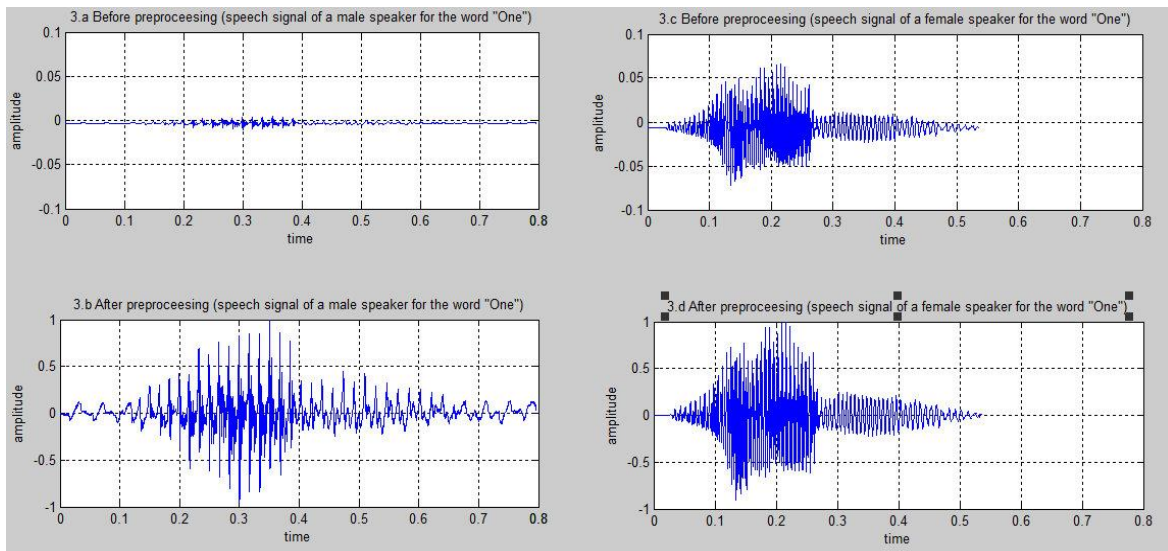 3.a Before preproceesing (speech signal of a male speaker for the word "One")
0.1
0.05
0
-0.05
-0.1
amplitude
0 0.1 0.2 0.3 0.4 0.5 0.6 0.7 0.8
time
3.c Before preproceesing (speech signal of a female speaker for the word "One")
0.1
0.05
0
-0.05
-0.1
amplitude
0 0.1 0.2 0.3 0.4 0.5 0.6 0.7 0.8
time
3.b After preproceesing (speech signal of a male speaker for the word "One")
1
0.5
0
-0.5
-1
amplitude
0 0.1 0.2 0.3 0.4 0.5 0.6 0.7 0.8
time
3.d After preproceesing (speech signal of a female speaker for the word "One")
1
0.5
0
-0.5
-1
amplitude
0 0.1 0.2 0.3 0.4 0.5 0.6 0.7 0.8
time